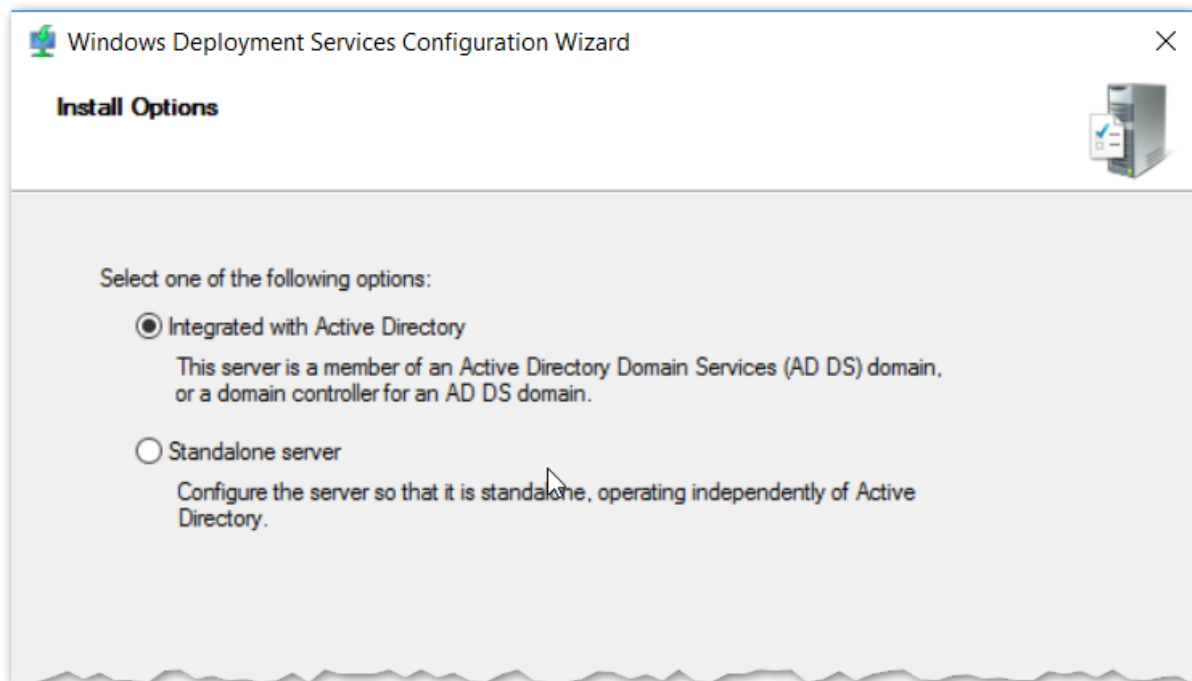 Windows Deployment Services Configuration Wizard
Install Options
Select one of the following options:
Integrated with Active Directory
This server is a member of an Active Directory Domain Services (AD DS) domain,
or a domain controller for an AD DS domain.
Standalone server
Configure the server so that it is standalone, operating independently of Active
Directory.